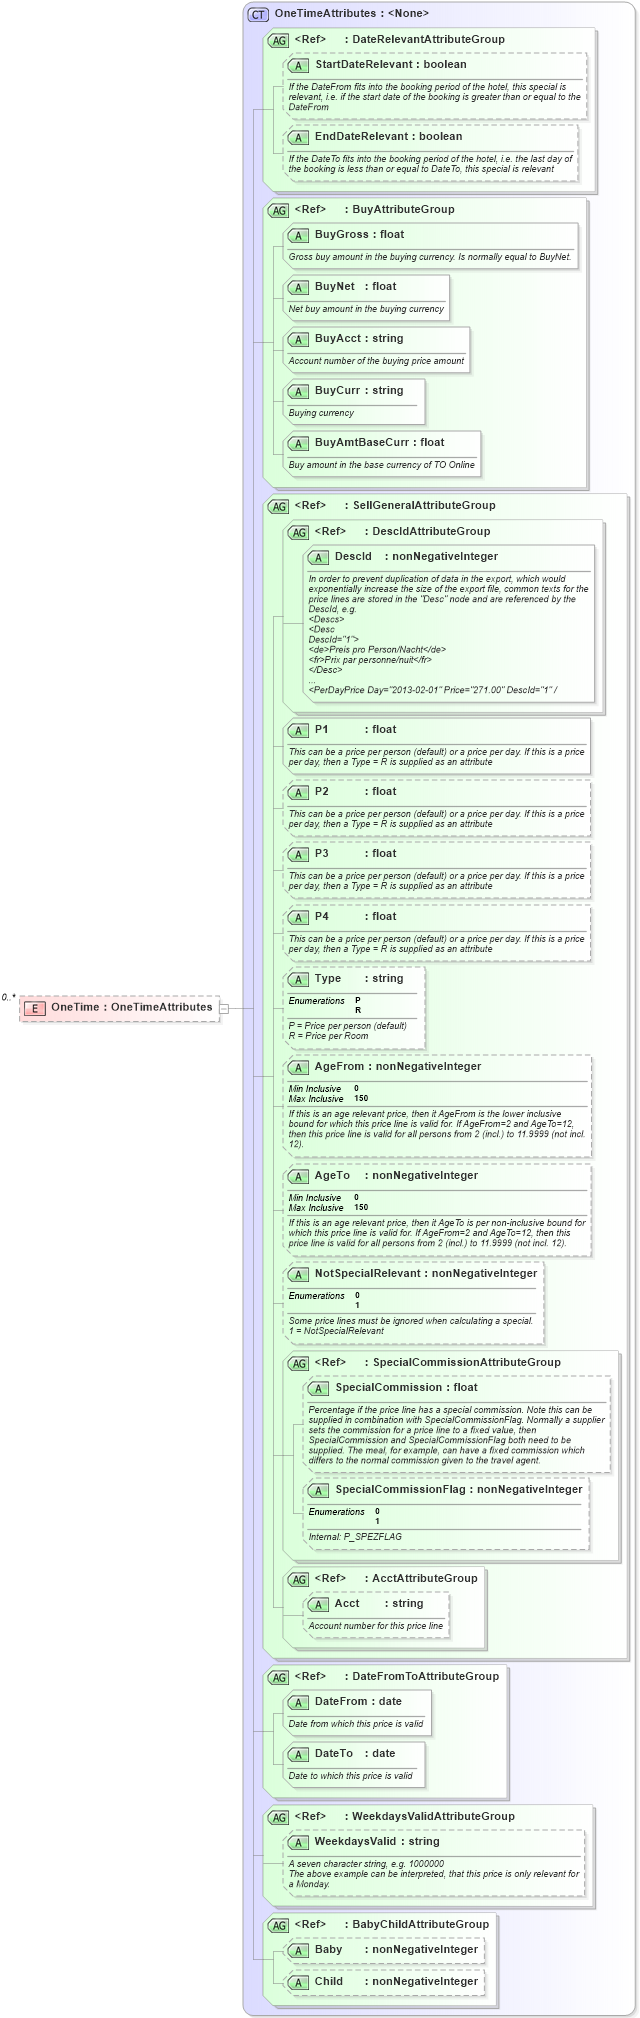 CT OneTimeAttributes : <None>
AG <Ref> : DateRelevantAttributeGroup
A StartDateRelevant : boolean
If the DateFrom fits into the booking period of the hotel, this special is
relevant, i.e. if the start date of the booking is greater than or equal to the
DateFrom
A EndDateRelevant : boolean
If the DateTo fits into the booking period of the hotel, i.e. the last day of
the booking is less than or equal to DateTo, this special is relevant
AG <Ref> : BuyAttributeGroup
A BuyGross : float
Gross buy amount in the buying currency. Is normally equal to BuyNet.
A BuyNet : float
Net buy amount in the buying currency
A BuyAcct : string
Account number of the buying price amount
A BuyCurr : string
Buying currency
A BuyAmtBaseCurr : float
Buy amount in the base currency of TO Online
AG <Ref> : SellGeneralAttributeGroup
AG <Ref> : DescIdAttributeGroup
A DescId : nonNegativeInteger
In order to prevent duplication of data in the export, which would
exponentially increase the size of the export file, common texts for the
price lines are stored in the "Desc" node and are referenced by the
DescId, e.g.
<Descs>
<Desc
DescId="1">
<de>Preis pro Person/Nacht</de>
<fr>Prix par personne/nuit</fr>
</Desc>
...
<PerDayPrice Day="2013-02-01" Price="271.00" DescId="1" /
A P1 : float
This can be a price per person (default) or a price per day. If this is a price
per day, then a Type = R is supplied as an attribute
A P2 : float
This can be a price per person (default) or a price per day. If this is a price
per day, then a Type = R is supplied as an attribute
A P3 : float
This can be a price per person (default) or a price per day. If this is a price
per day, then a Type = R is supplied as an attribute
A P4 : float
This can be a price per person (default) or a price per day. If this is a price
per day, then a Type = R is supplied as an attribute
A Type : string
Enumerations P
R
P = Price per person (default)
R = Price per Room
0..*
E OneTime : OneTimeAttributes
A AgeFrom : nonNegativeInteger
Min Inclusive 0
Max Inclusive 150
If this is an age relevant price, then it AgeFrom is the lower inclusive
bound for which this price line is valid for. If AgeFrom=2 and AgeTo=12,
then this price line is valid for all persons from 2 (incl.) to 11.9999 (not incl.
12).
A AgeTo : nonNegativeInteger
Min Inclusive 0
Max Inclusive 150
If this is an age relevant price, then it AgeTo is per non-inclusive bound for
which this price line is valid for. If AgeFrom=2 and AgeTo=12, then this
price line is valid for all persons from 2 (incl.) to 11.9999 (not incl. 12).
A NotSpecialRelevant : nonNegativeInteger
Enumerations 0
1
Some price lines must be ignored when calculating a special.
1 = NotSpecialRelevant
AG <Ref> : SpecialCommissionAttributeGroup
A SpecialCommission : float
Percentage if the price line has a special commission. Note this can be
supplied in combination with SpecialCommissionFlag. Normally a supplier
sets the commission for a price line to a fixed value, then
SpecialCommission and SpecialCommissionFlag both need to be
supplied. The meal, for example, can have a fixed commission which
differs to the normal commission given to the travel agent.
A SpecialCommissionFlag : nonNegativeInteger
Enumerations 0
1
Internal: P_SPEZFLAG
AG <Ref> : AcctAttributeGroup
A Acct : string
Account number for this price line
AG <Ref> : DateFromToAttributeGroup
A DateFrom : date
Date from which this price is valid
A DateTo : date
Date to which this price is valid
AG <Ref> : WeekdaysValidAttributeGroup
A WeekdaysValid : string
A seven character string, e.g. 1000000
The above example can be interpreted, that this price is only relevant for
a Monday.
AG <Ref> : BabyChildAttributeGroup
A Baby : nonNegativeInteger
A Child : nonNegativeInteger